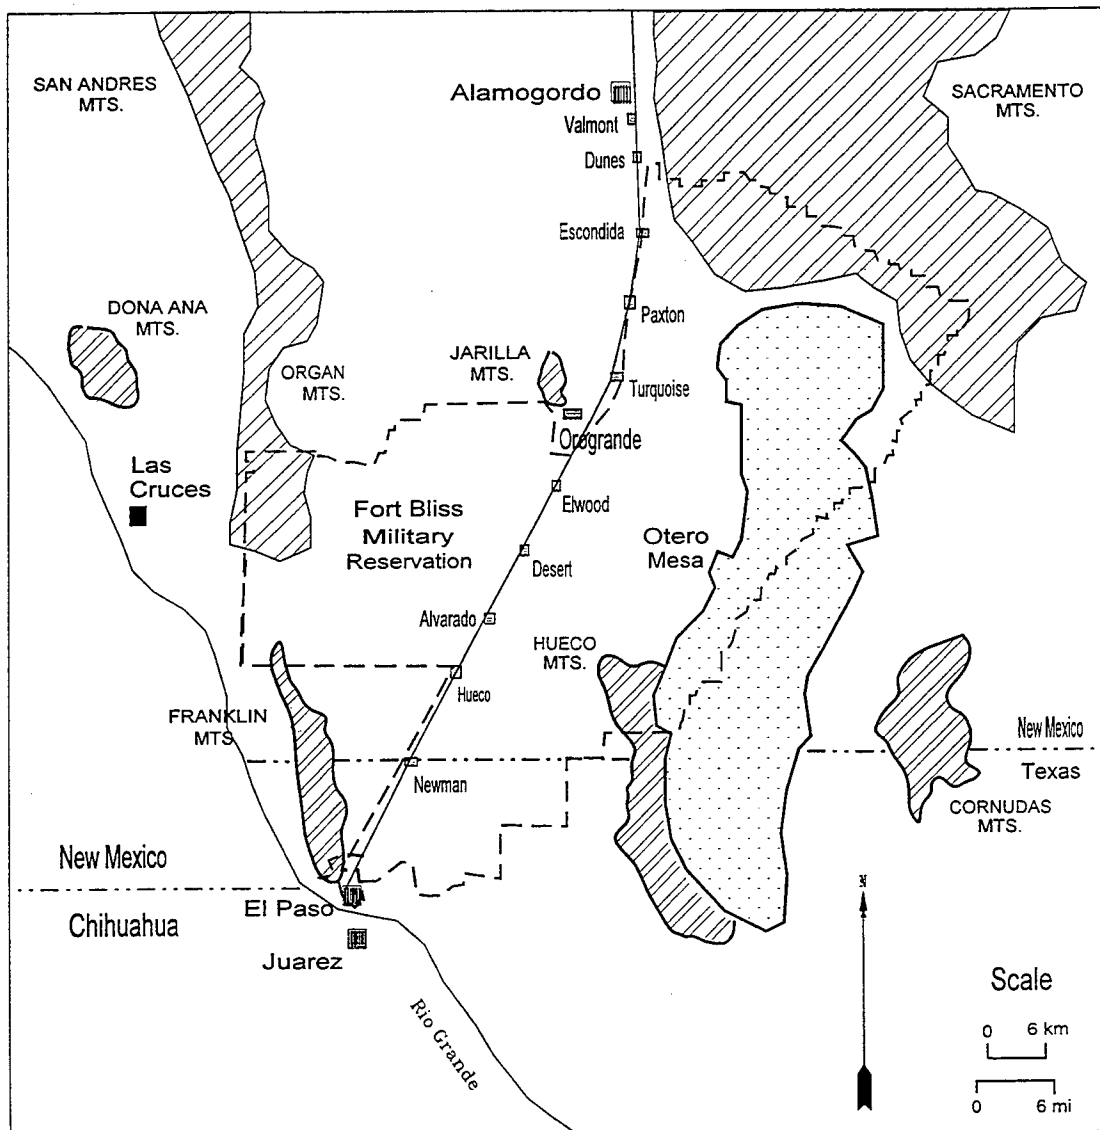 SAN ANDRES
MTS.
Alamogordo
SACRAMENTO
MTS.
Valmont
Dunes
Escondida
DONA ANA
MTS.
Paxton
JARILLA
MTS.
ORGAN
MTS.
Turquoise
Orogrande
Las
Cruces
Elwood
Fort Bliss
Military
Reservation
Otero
Mesa
Desert
Alvarado
HUECO
MTS.
Hueco
FRANKLIN
MTS
New Mexico
Texas
Newman
CORNUDAS
MTS.
New Mexico
Chihuahua
El Paso
Juarez
N
Rio Grande
Scale
0 6 km
0 6 mi